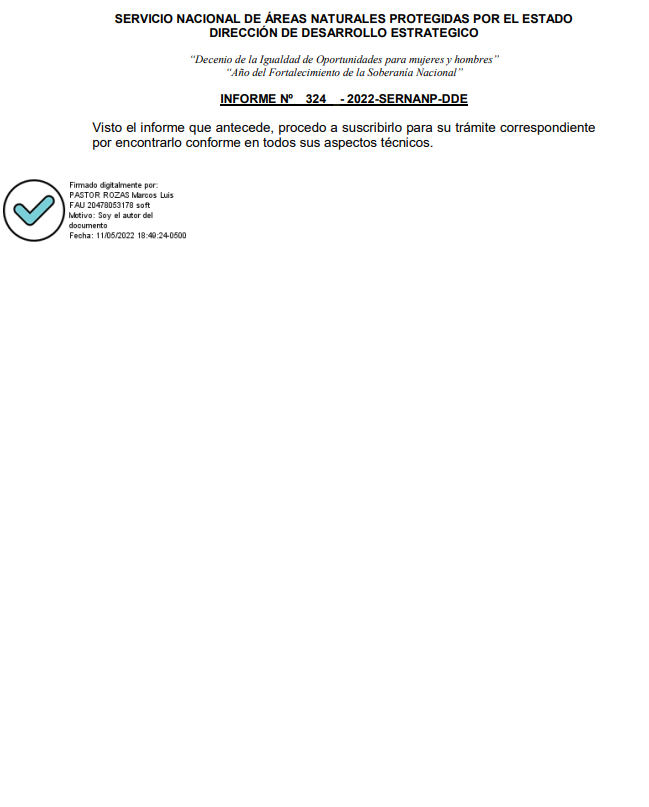 SERVICIO NACIONAL DE ÁREAS NATURALES PROTEGIDAS POR EL ESTADO
DIRECCIÓN DE DESARROLLO ESTRATEGICO
“Decenio de la Igualdad de Oportunidades para mujeres y hombres”
“Año del Fortalecimiento de la Soberanía Nacional”
INFORME Nº 324 - 2022-SERNANP-DDE
Visto el informe que antecede, procedo a suscribirlo para su trámite correspondiente
por encontrarlo conforme en todos sus aspectos técnicos.
Firmado digitalmente por:
PASTOR ROZAS Marcos Luis
FAU 20478053178 soft
Motivo: Soy el autor del
documento
Fecha: 11/05/2022 18:49:24-0500